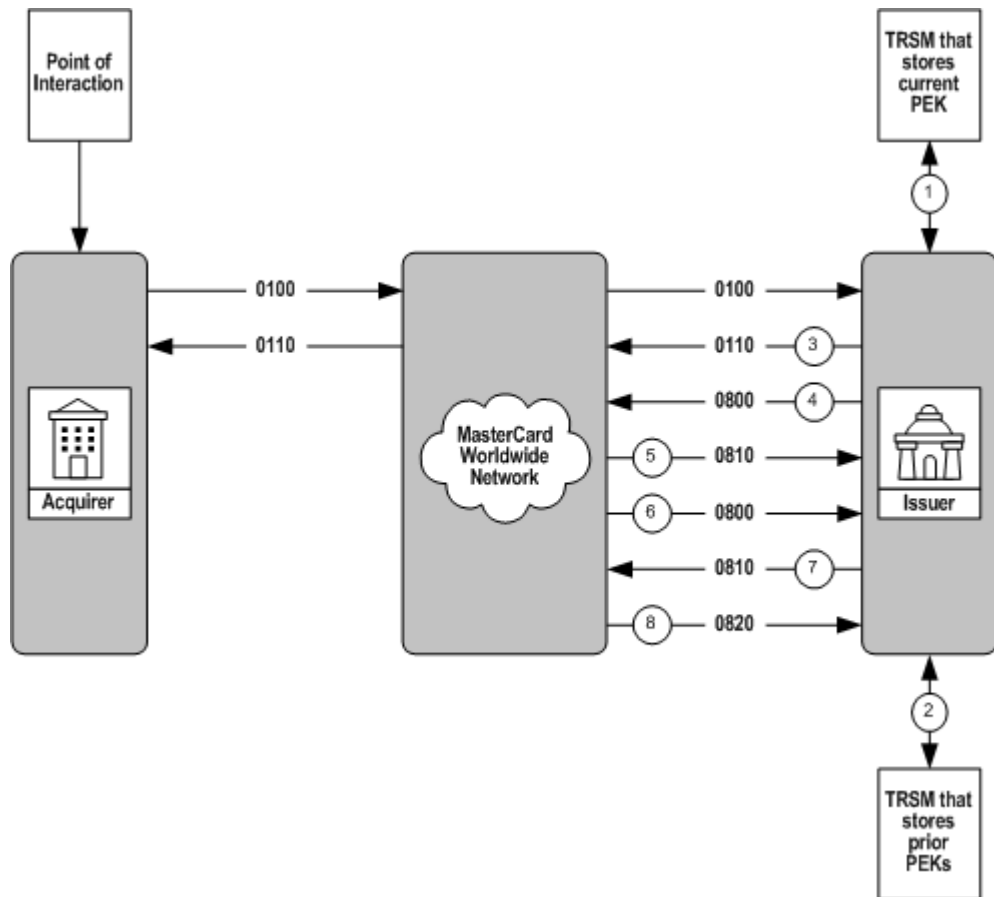 Point of
Interaction
TRSM that
stores
current
PEK
1
0100
0100
0110
0110
3
0800
4
MasterCard
Worldwide
Network
5
0810
Acquirer
Issuer
6
0800
0810
7
8
0820
2
TRSM that
stores
prior
PEKs